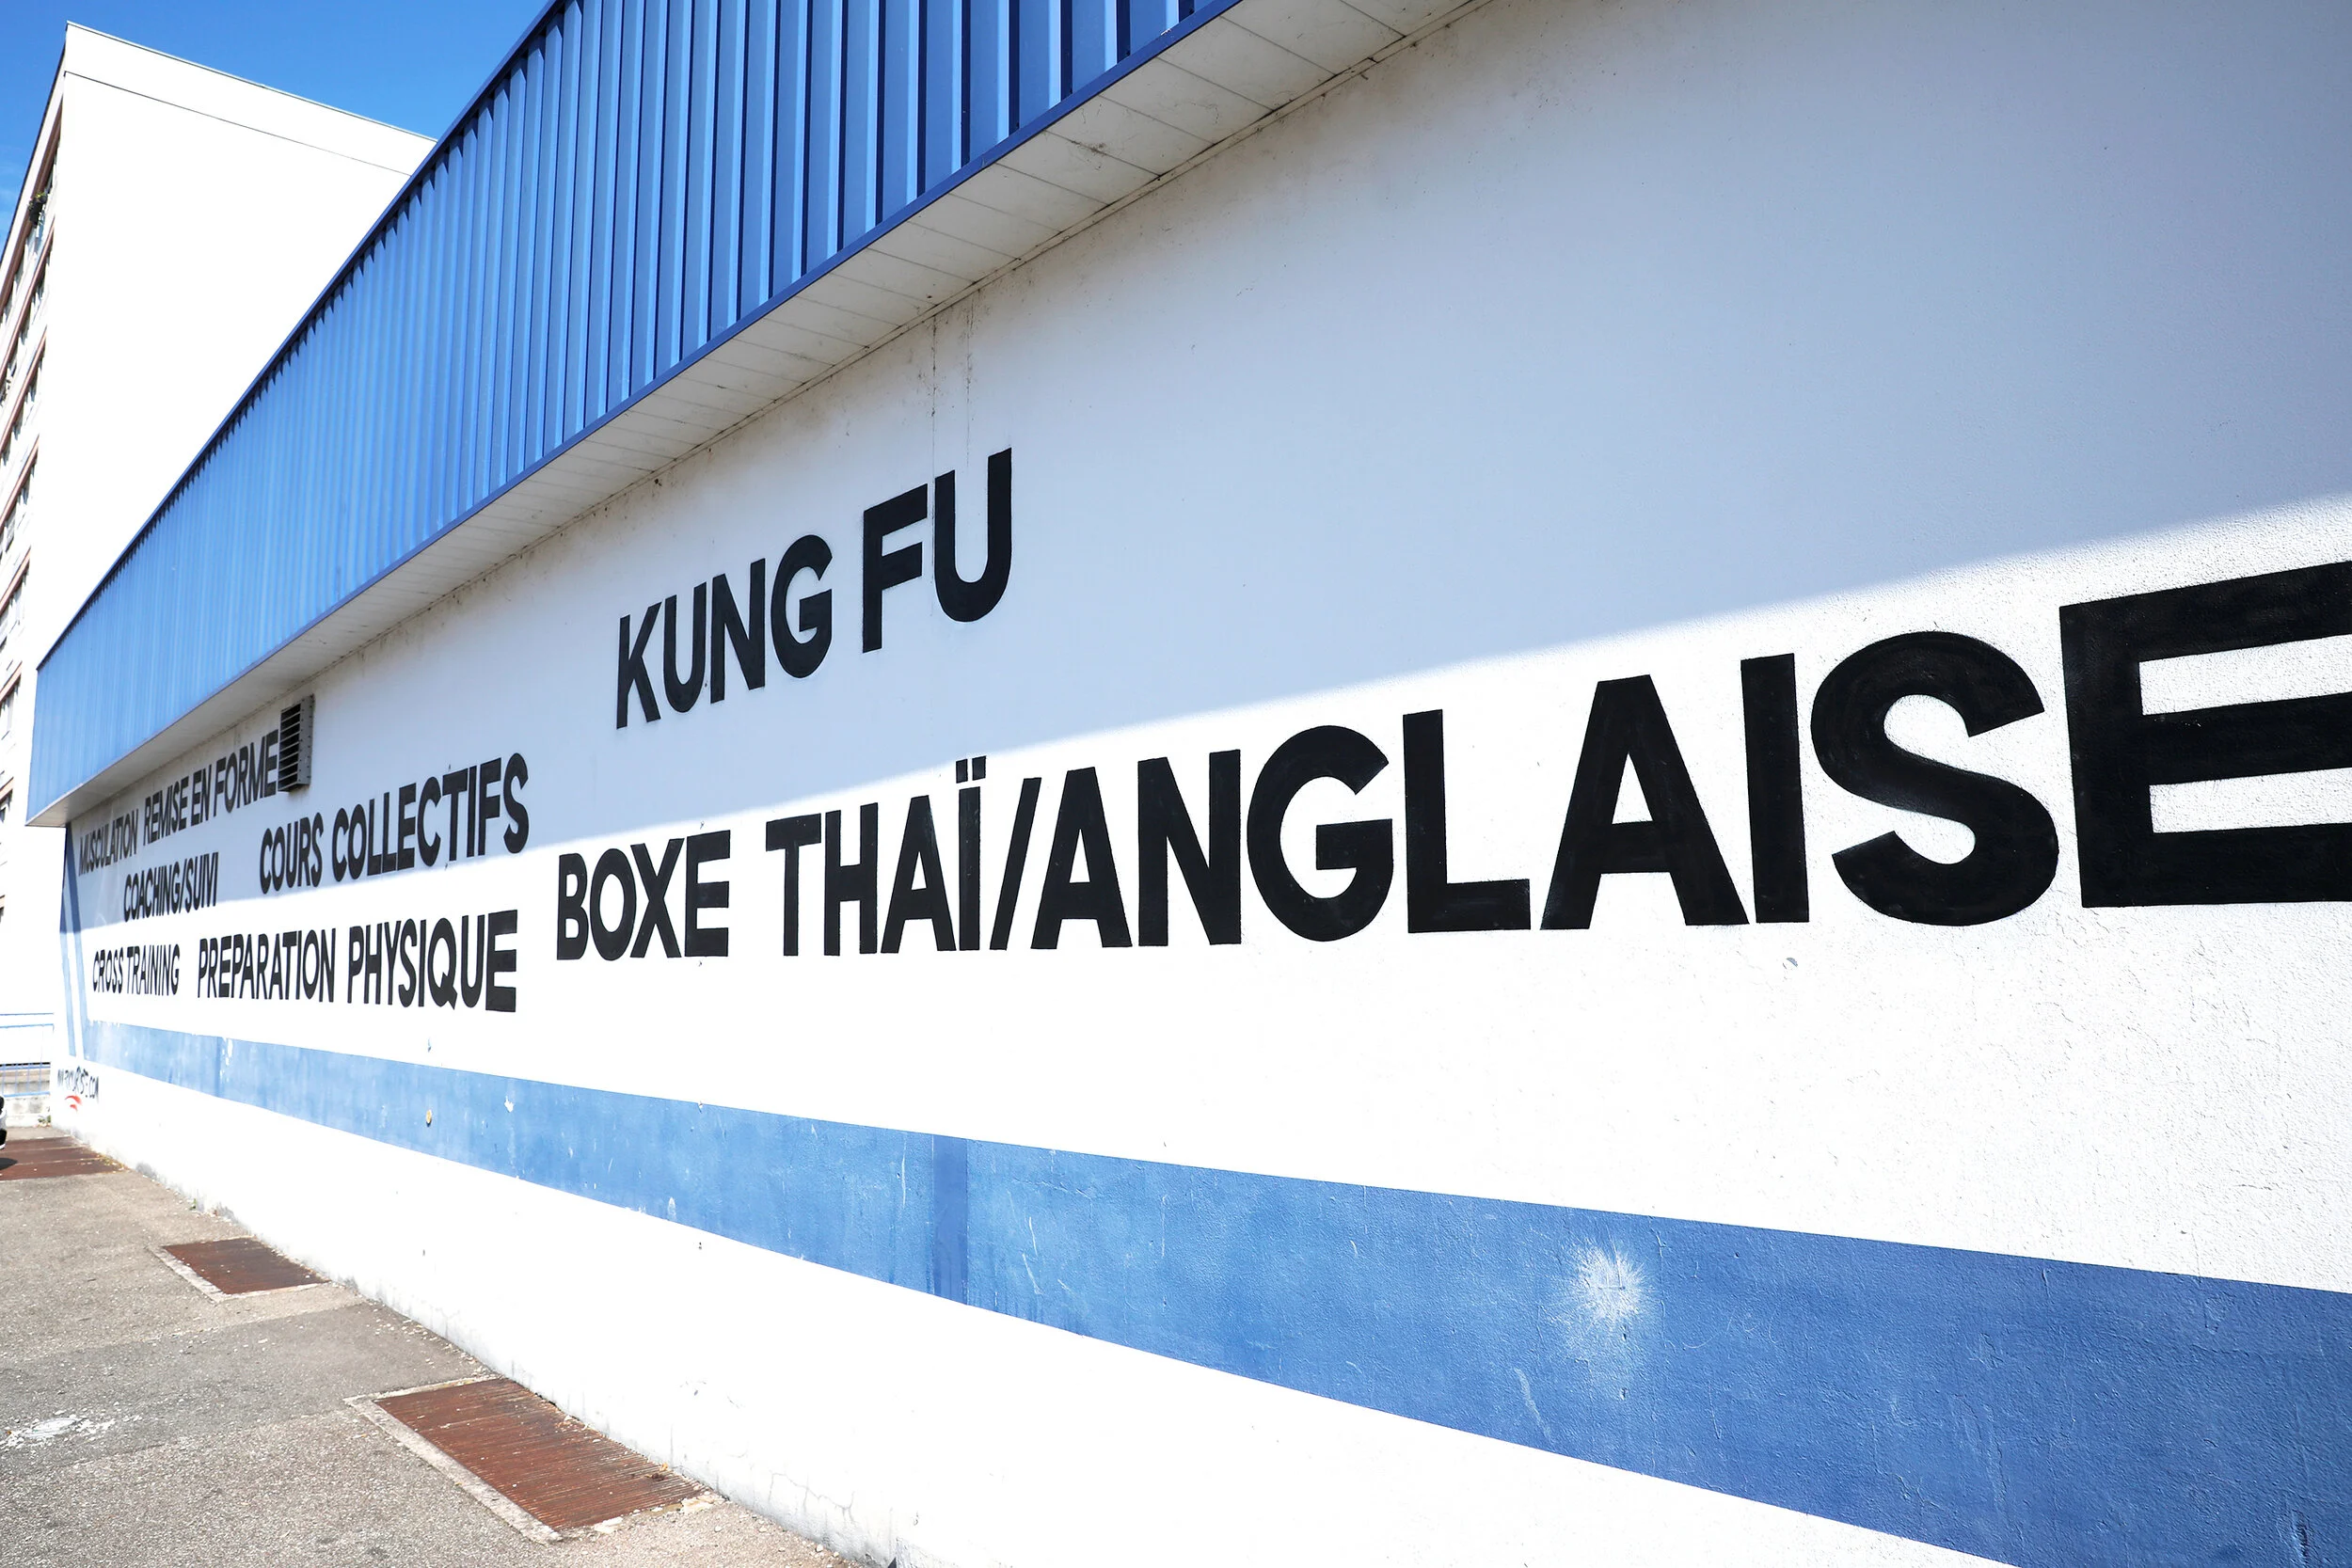 MUSCULATION REMISE EN FORME
COACHING/SUIVI
COURS COLLECTIFS
CROSS TRAINING PREPARATION PHYSIQUE
KUNG FU
BOXE THAÏ/ANGLAISE